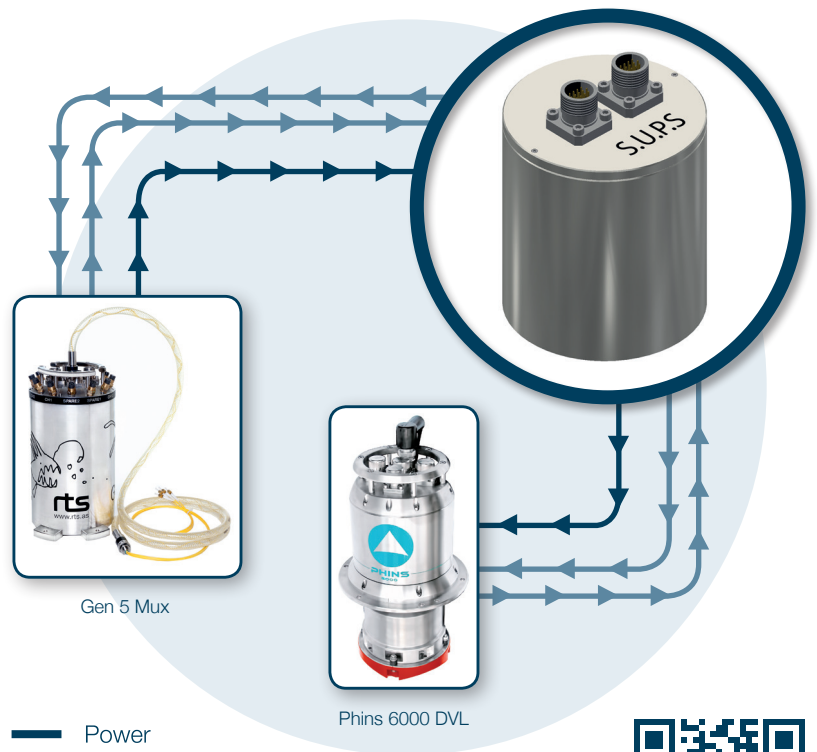 S.U.P.S
rts
www.rts.as
PHINS
Gen 5 Mux
Phins 6000 DVL
Power